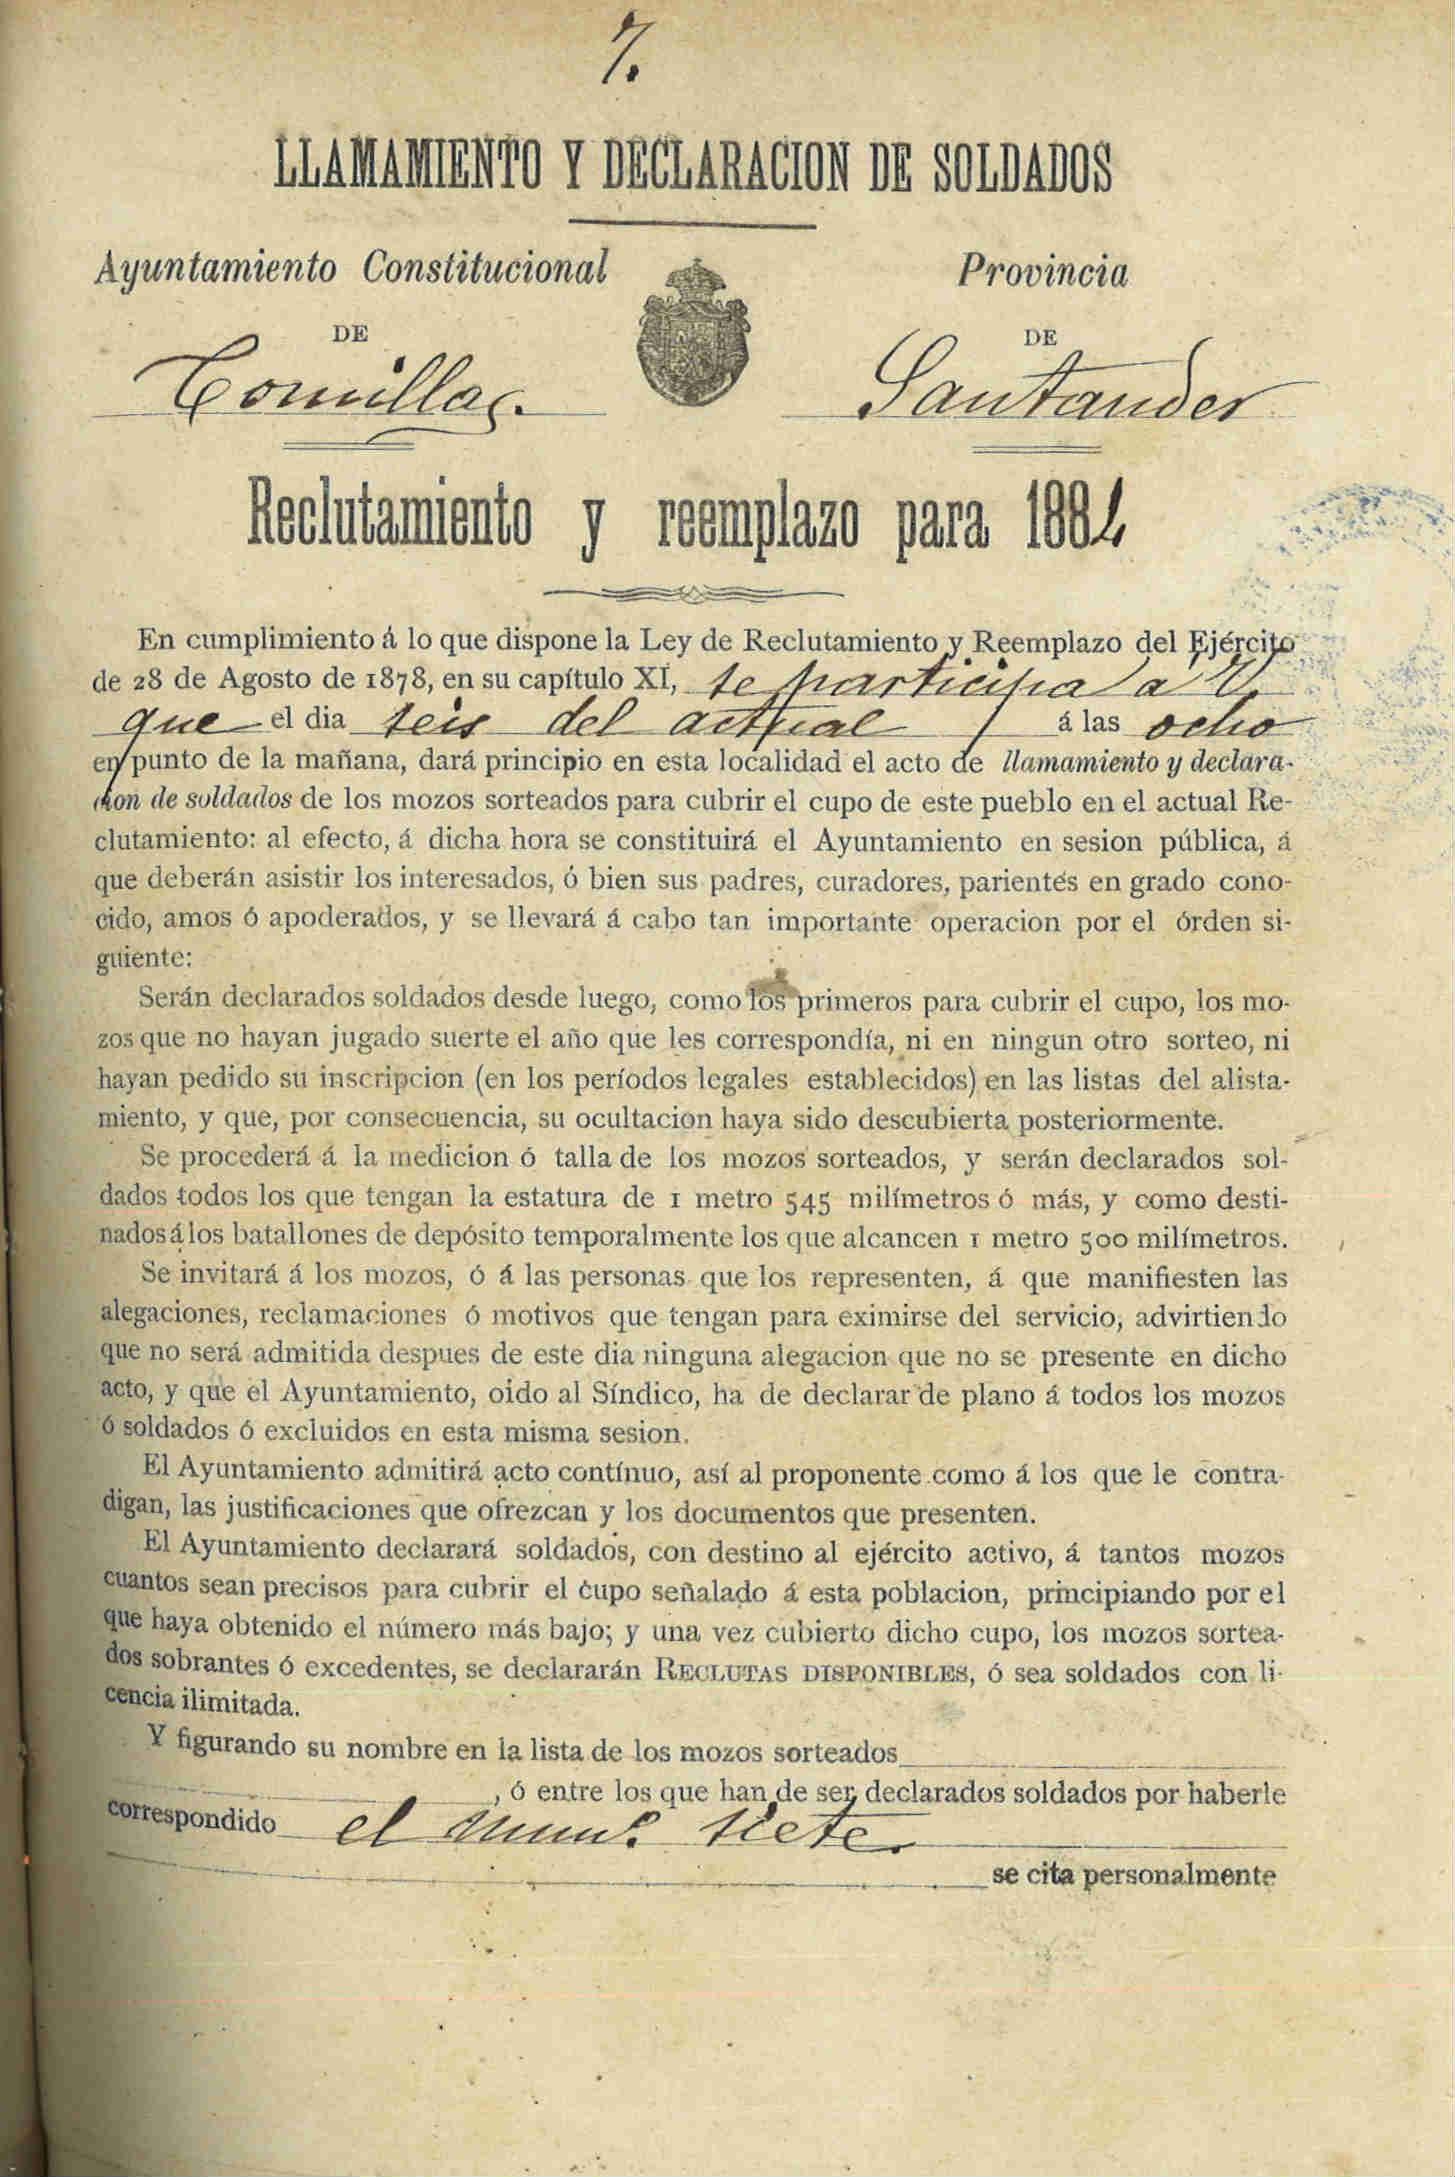 7.
LLAMAMIENTO Y DECLARACION DE SOLDADOS
Ayuntamiento Constitucional
DE
Comillas.
Provincia
DE
Santander
Reclutamiento y reemplazo para 1882
En cumplimiento á lo que dispone la Ley de Reclutamiento y Reemplazo del Ejército
de 28 de Agosto de 1878, en su capítulo XI, se participa a V.
que el dia seis del actual á las ocho
en punto de la mañana, dará principio en esta localidad el acto de llamamiento y declara-
cion de soldados de los mozos sorteados para cubrir el cupo de este pueblo en el actual Re-
clutamiento: al efecto, á dicha hora se constituirá el Ayuntamiento en sesion pública, á
que deberán asistir los interesados, ó bien sus padres, curadores, parientes en grado cono-
cido, amos ó apoderados, y se llevará á cabo tan importante operacion por el órden si-
guiente:
Serán declarados soldados desde luego, como los primeros para cubrir el cupo, los mo-
zos que no hayan jugado suerte el año que les correspondía, ni en ningun otro sorteo, ni
hayan pedido su inscripcion (en los períodos legales establecidos) en las listas del alista-
miento, y que, por consecuencia, su ocultacion haya sido descubierta posteriormente.
Se procederá á la medicion ó talla de los mozos sorteados, y serán declarados sol-
dados todos los que tengan la estatura de 1 metro 545 milímetros ó más, y como desti-
nados á los batallones de depósito temporalmente los que alcancen 1 metro 500 milímetros.
Se invitará á los mozos, ó á las personas que los representen, á que manifiesten las
alegaciones, reclamaciones ó motivos que tengan para eximirse del servicio, advirtiendo
que no será admitida despues de este dia ninguna alegacion que no se presente en dicho
acto, y que el Ayuntamiento, oido al Síndico, ha de declarar de plano á todos los mozos
ó soldados ó excluidos en esta misma sesion.
El Ayuntamiento admitirá acto contínuo, así al proponente como á los que le contra-
digan, las justificaciones que ofrezcan y los documentos que presenten.
El Ayuntamiento declarará soldados, con destino al ejército activo, á tantos mozos
cuantos sean precisos para cubrir el cupo señalado á esta poblacion, principiando por el
que haya obtenido el número más bajo; y una vez cubierto dicho cupo, los mozos sortea-
dos sobrantes ó excedentes, se declararán RECLUTAS DISPONIBLES, ó sea soldados con li-
cencia ilimitada.
Y figurando su nombre en la lista de los mozos sorteados
, ó entre los que han de ser declarados soldados por haberle
correspondido el num.º siete.
se cita personalmente